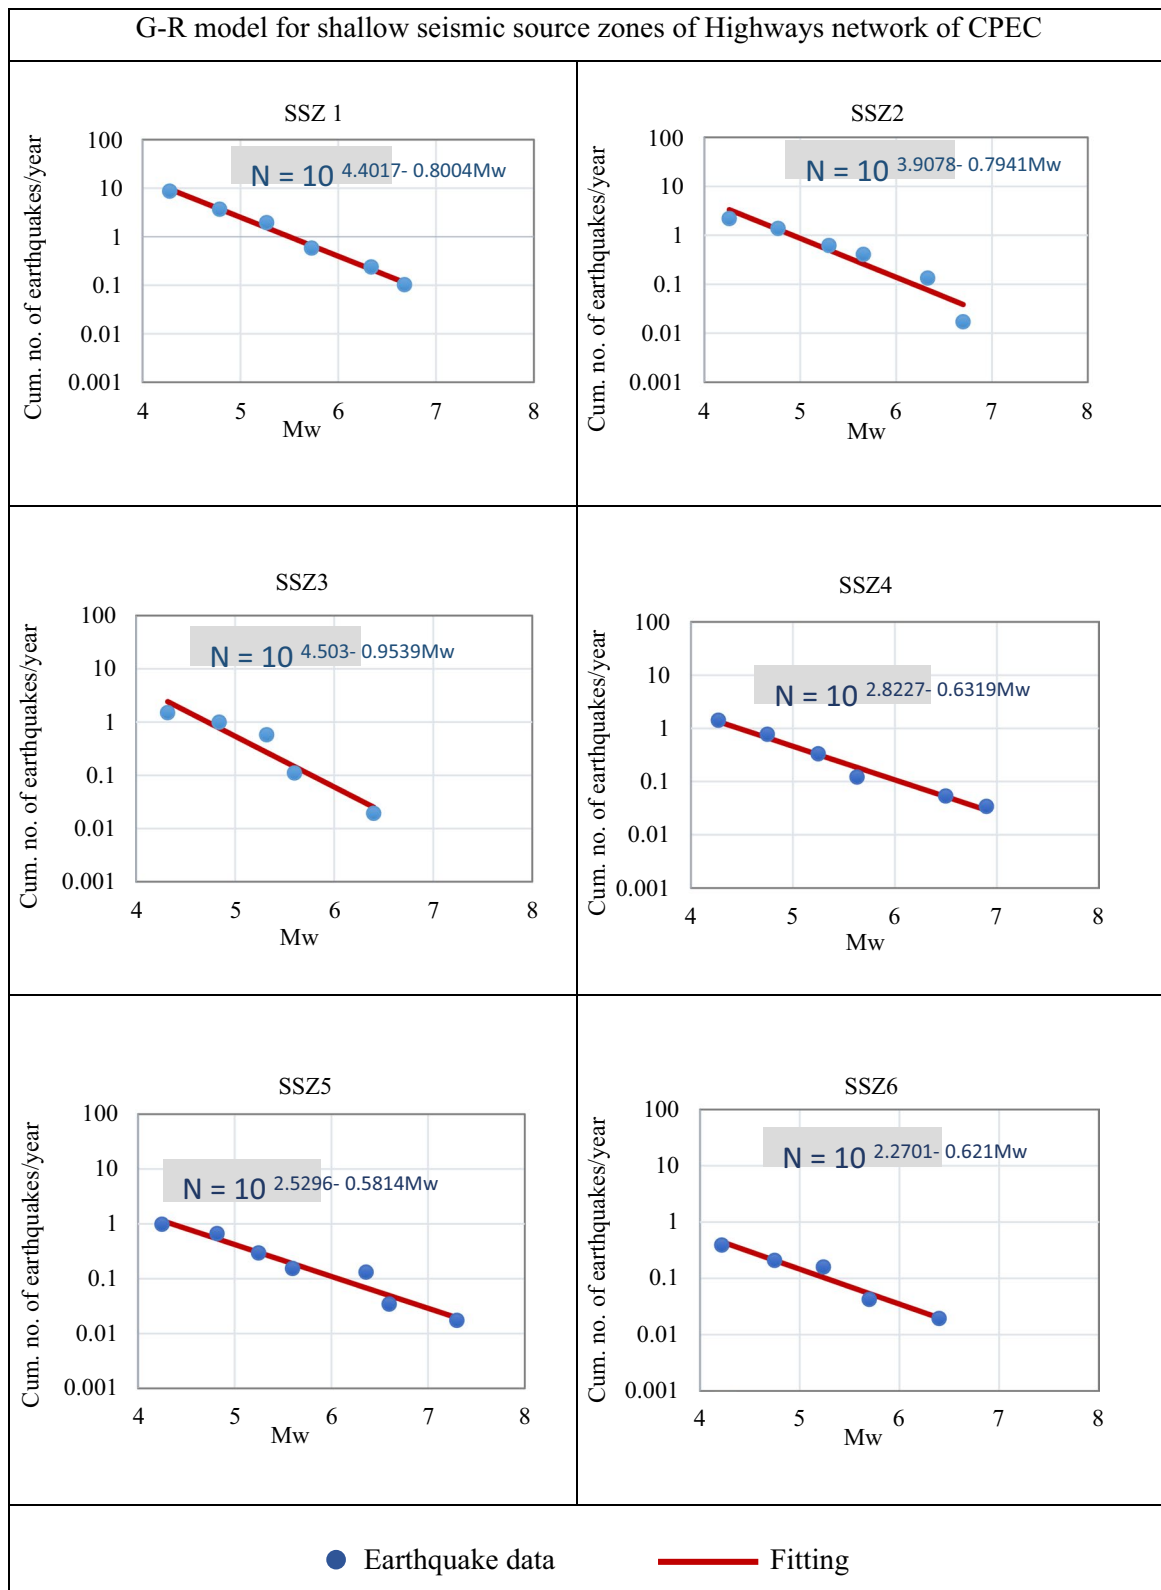 G-R model for shallow seismic source zones of Highways network of CPEC
SSZ 1
Cum. no. of earthquakes/year
100
10
1
0.1
0.01
0.001
N = 10 4.4017- 0.8004Mw
4 5 6 7 8
Mw
SSZ2
Cum. no. of earthquakes/year
100
10
1
0.1
0.01
0.001
N = 10 3.9078- 0.7941Mw
4 5 6 7 8
Mw
SSZ3
Cum. no. of earthquakes/year
100
10
1
0.1
0.01
0.001
N = 10 4.503- 0.9539Mw
4 5 6 7 8
Mw
SSZ4
Cum. no. of earthquakes/year
100
10
1
0.1
0.01
0.001
N = 10 2.8227- 0.6319Mw
4 5 6 7 8
Mw
SSZ5
Cum. no. of earthquakes/year
100
10
1
0.1
0.01
0.001
N = 10 2.5296- 0.5814Mw
4 5 6 7 8
Mw
SSZ6
Cum. no. of earthquakes/year
100
10
1
0.1
0.01
0.001
N = 10 2.2701- 0.621Mw
4 5 6 7 8
Mw
Earthquake data Fitting